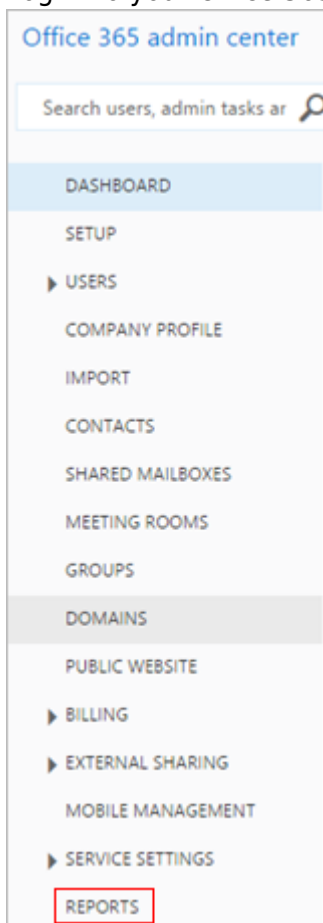 Office 365 admin center
Search users, admin tasks ar
DASHBOARD
SETUP
USERS
COMPANY PROFILE
IMPORT
CONTACTS
SHARED MAILBOXES
MEETING ROOMS
GROUPS
DOMAINS
PUBLIC WEBSITE
BILLING
EXTERNAL SHARING
MOBILE MANAGEMENT
SERVICE SETTINGS
REPORTS